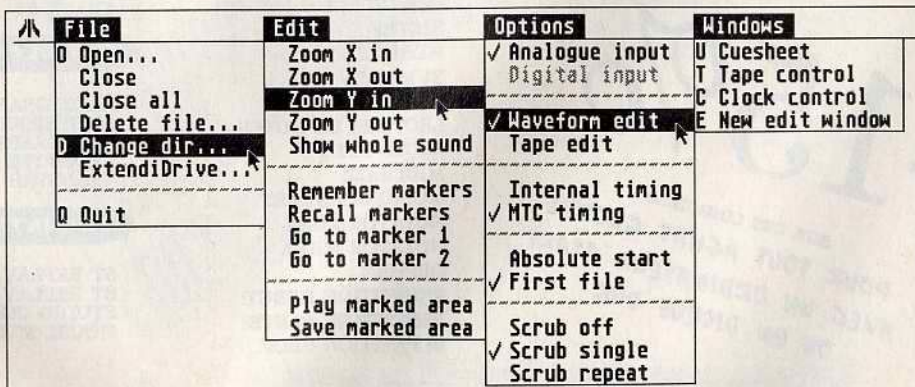 File
O Open...
Close
Close all
Delete file...
D Change dir...
ExtendiDrive...
Q Quit
Edit
Zoom X in
Zoom X out
Zoom Y in
Zoom Y out
Show whole sound
Remember markers
Recall markers
Go to marker 1
Go to marker 2
Play marked area
Save marked area
Options
✓ Analogue input
Digital input
✓ Waveform edit
Tape edit
Internal timing
✓ MTC timing
Absolute start
✓ First file
Scrub off
✓ Scrub single
Scrub repeat
Windows
U Cuesheet
T Tape control
C Clock control
E New edit window